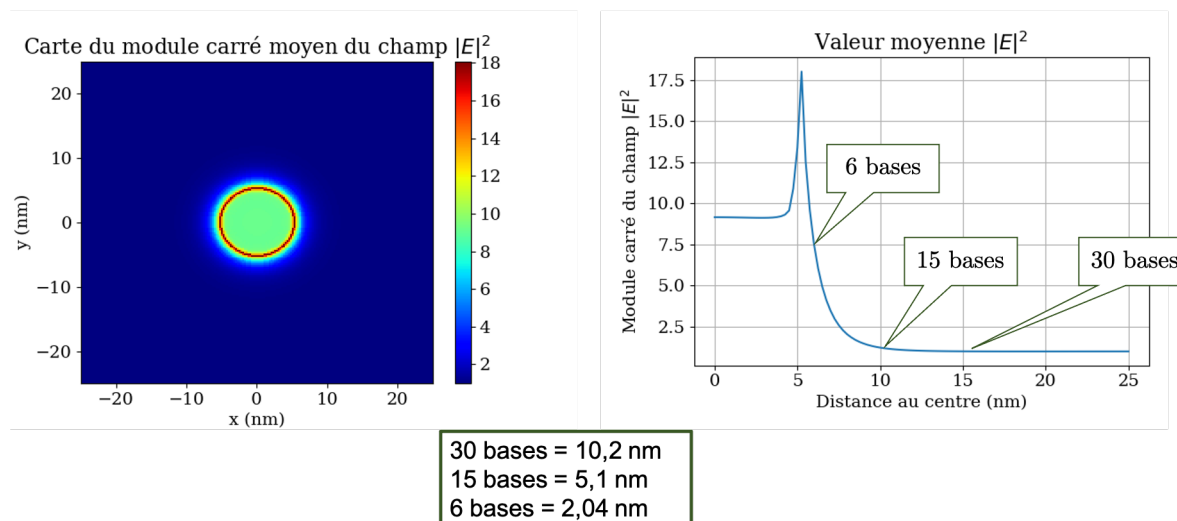 Carte du module carré moyen du champ |E|²
18
16
14
12
10
8
6
4
2
20
10
0
−10
−20
y (nm)
−20 −10 0 10 20
x (nm)
Valeur moyenne |E|²
Module carré du champ |E|²
17.5
15.0
12.5
10.0
7.5
5.0
2.5
6 bases
15 bases
30 bases
0 5 10 15 20 25
Distance au centre (nm)
30 bases = 10,2 nm
15 bases = 5,1 nm
6 bases = 2,04 nm